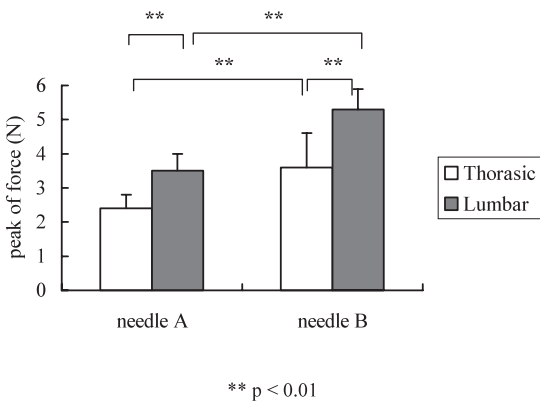 ** **
** **
6
5
4
3
2
1
0
peak of force (N)
Thorasic
Lumbar
needle A needle B
** p < 0.01